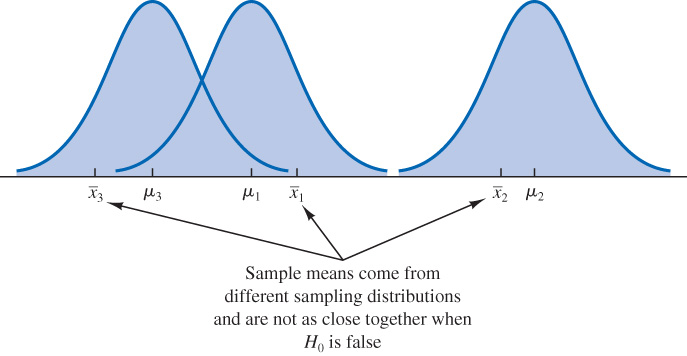 x̄₃ μ₃ μ₁ x̄₁ x̄₂ μ₂
Sample means come from
different sampling distributions
and are not as close together when
H₀ is false